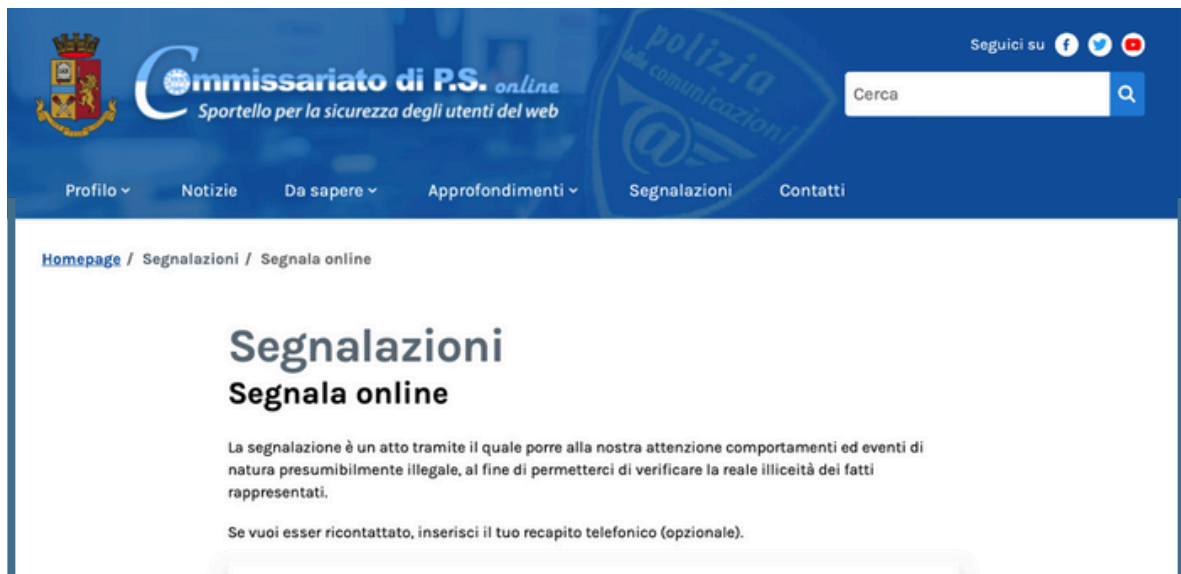 Seguici su
Commissariato di P.S. online
Sportello per la sicurezza degli utenti del web
polizia
delle comunicazioni
Cerca
Profilo Notizie Da sapere Approfondimenti Segnalazioni Contatti
Homepage / Segnalazioni / Segnala online
Segnalazioni
Segnala online
La segnalazione è un atto tramite il quale porre alla nostra attenzione comportamenti ed eventi di
natura presumibilmente illegale, al fine di permetterci di verificare la reale illiceità dei fatti
rappresentati.
Se vuoi esser ricontattato, inserisci il tuo recapito telefonico (opzionale).